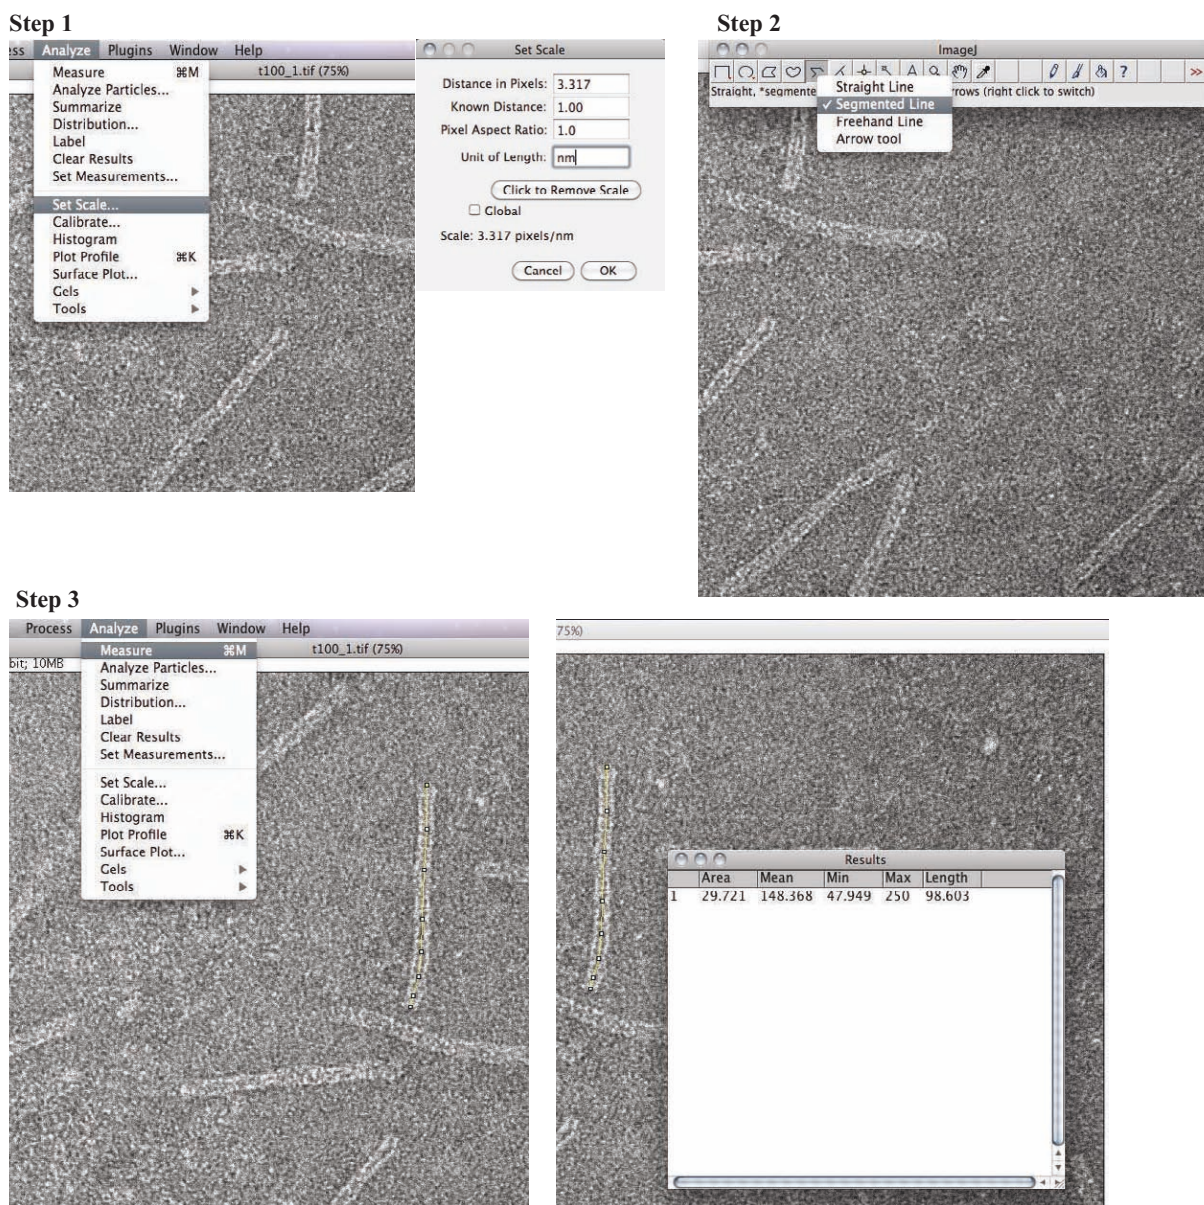 Step 1
ess Analyze Plugins Window Help
t100_1.tif (75%)
Measure ⌘M
Analyze Particles...
Summarize
Distribution...
Label
Clear Results
Set Measurements...
Set Scale...
Calibrate...
Histogram
Plot Profile ⌘K
Surface Plot...
Gels
Tools
Set Scale
Distance in Pixels: 3.317
Known Distance: 1.00
Pixel Aspect Ratio: 1.0
Unit of Length: nm
Click to Remove Scale
Global
Scale: 3.317 pixels/nm
Cancel OK
Step 2
ImageJ
A ?
Straight, *segmente rrows (right click to switch)
Straight Line
✓ Segmented Line
Freehand Line
Arrow tool
Step 3
Process Analyze Plugins Window Help
t100_1.tif (75%)
bit; 10MB
Measure ⌘M
Analyze Particles...
Summarize
Distribution...
Label
Clear Results
Set Measurements...
Set Scale...
Calibrate...
Histogram
Plot Profile ⌘K
Surface Plot...
Gels
Tools
75%)
Results
Area Mean Min Max Length
1 29.721 148.368 47.949 250 98.603